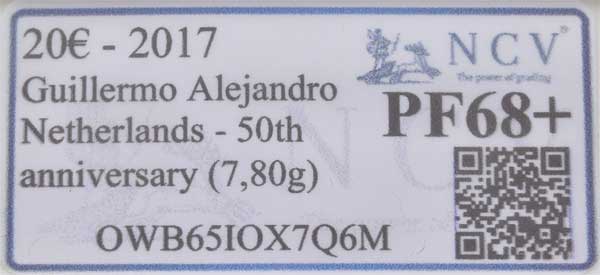 20€ - 2017
Guillermo Alejandro
Netherlands - 50th
anniversary (7,80g)
OWB65IOX7Q6M
NCV®
The power of grading
PF68+